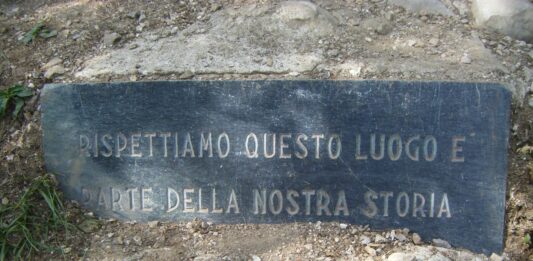 RISPETTIAMO QUESTO LUOGO E'
PARTE DELLA NOSTRA STORIA